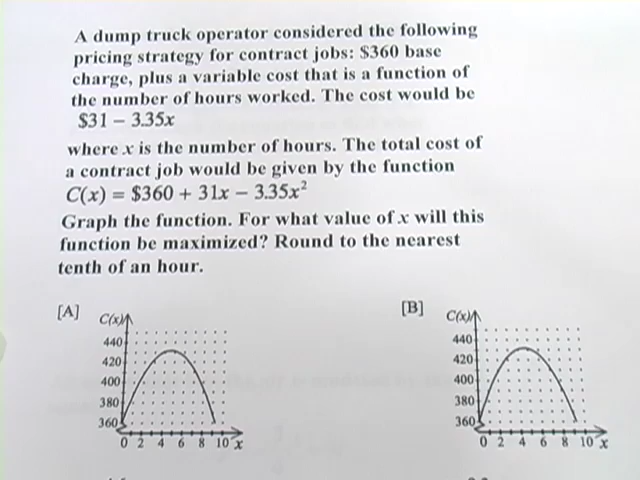 A dump truck operator considered the following
pricing strategy for contract jobs: $360 base
charge, plus a variable cost that is a function of
the number of hours worked. The cost would be
$31 – 3.35x
where x is the number of hours. The total cost of
a contract job would be given by the function
C(x) = $360 + 31x – 3.35x²
Graph the function. For what value of x will this
function be maximized? Round to the nearest
tenth of an hour.
[A]
C(x)
440
420
400
380
360
0 2 4 6 8 10 x
[B]
C(x)
440
420
400
380
360
0 2 4 6 8 10 x